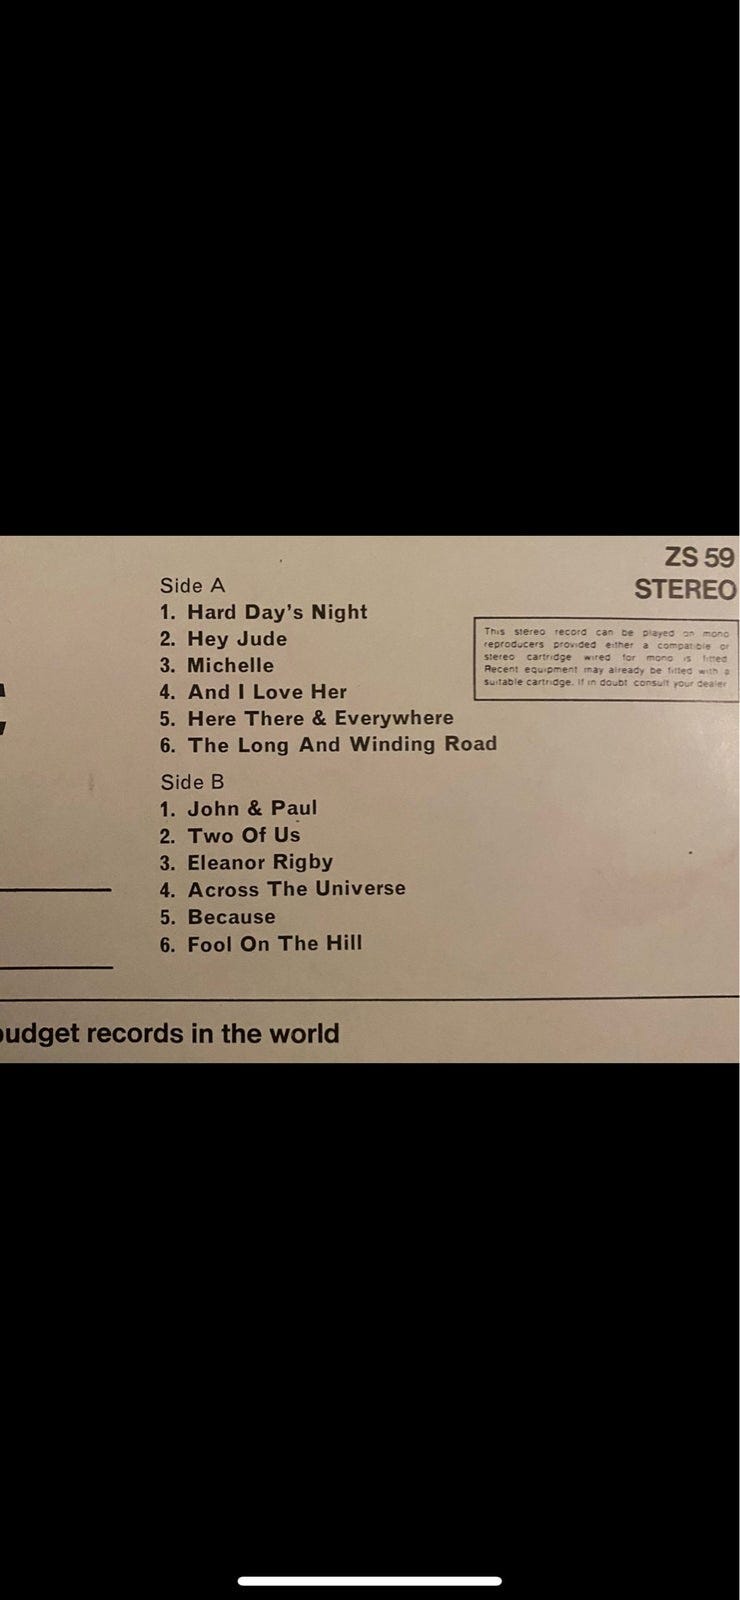 ZS 59
STEREO
This stereo record can be played on mono
reproducers provided either a compatible or
stereo cartridge wired for mono is fitted
Recent equipment may already be fitted with a
suitable cartridge. If in doubt consult your dealer
Side A
1. Hard Day's Night
2. Hey Jude
3. Michelle
4. And I Love Her
5. Here There & Everywhere
6. The Long And Winding Road
Side B
1. John & Paul
2. Two Of Us
3. Eleanor Rigby
4. Across The Universe
5. Because
6. Fool On The Hill
budget records in the world